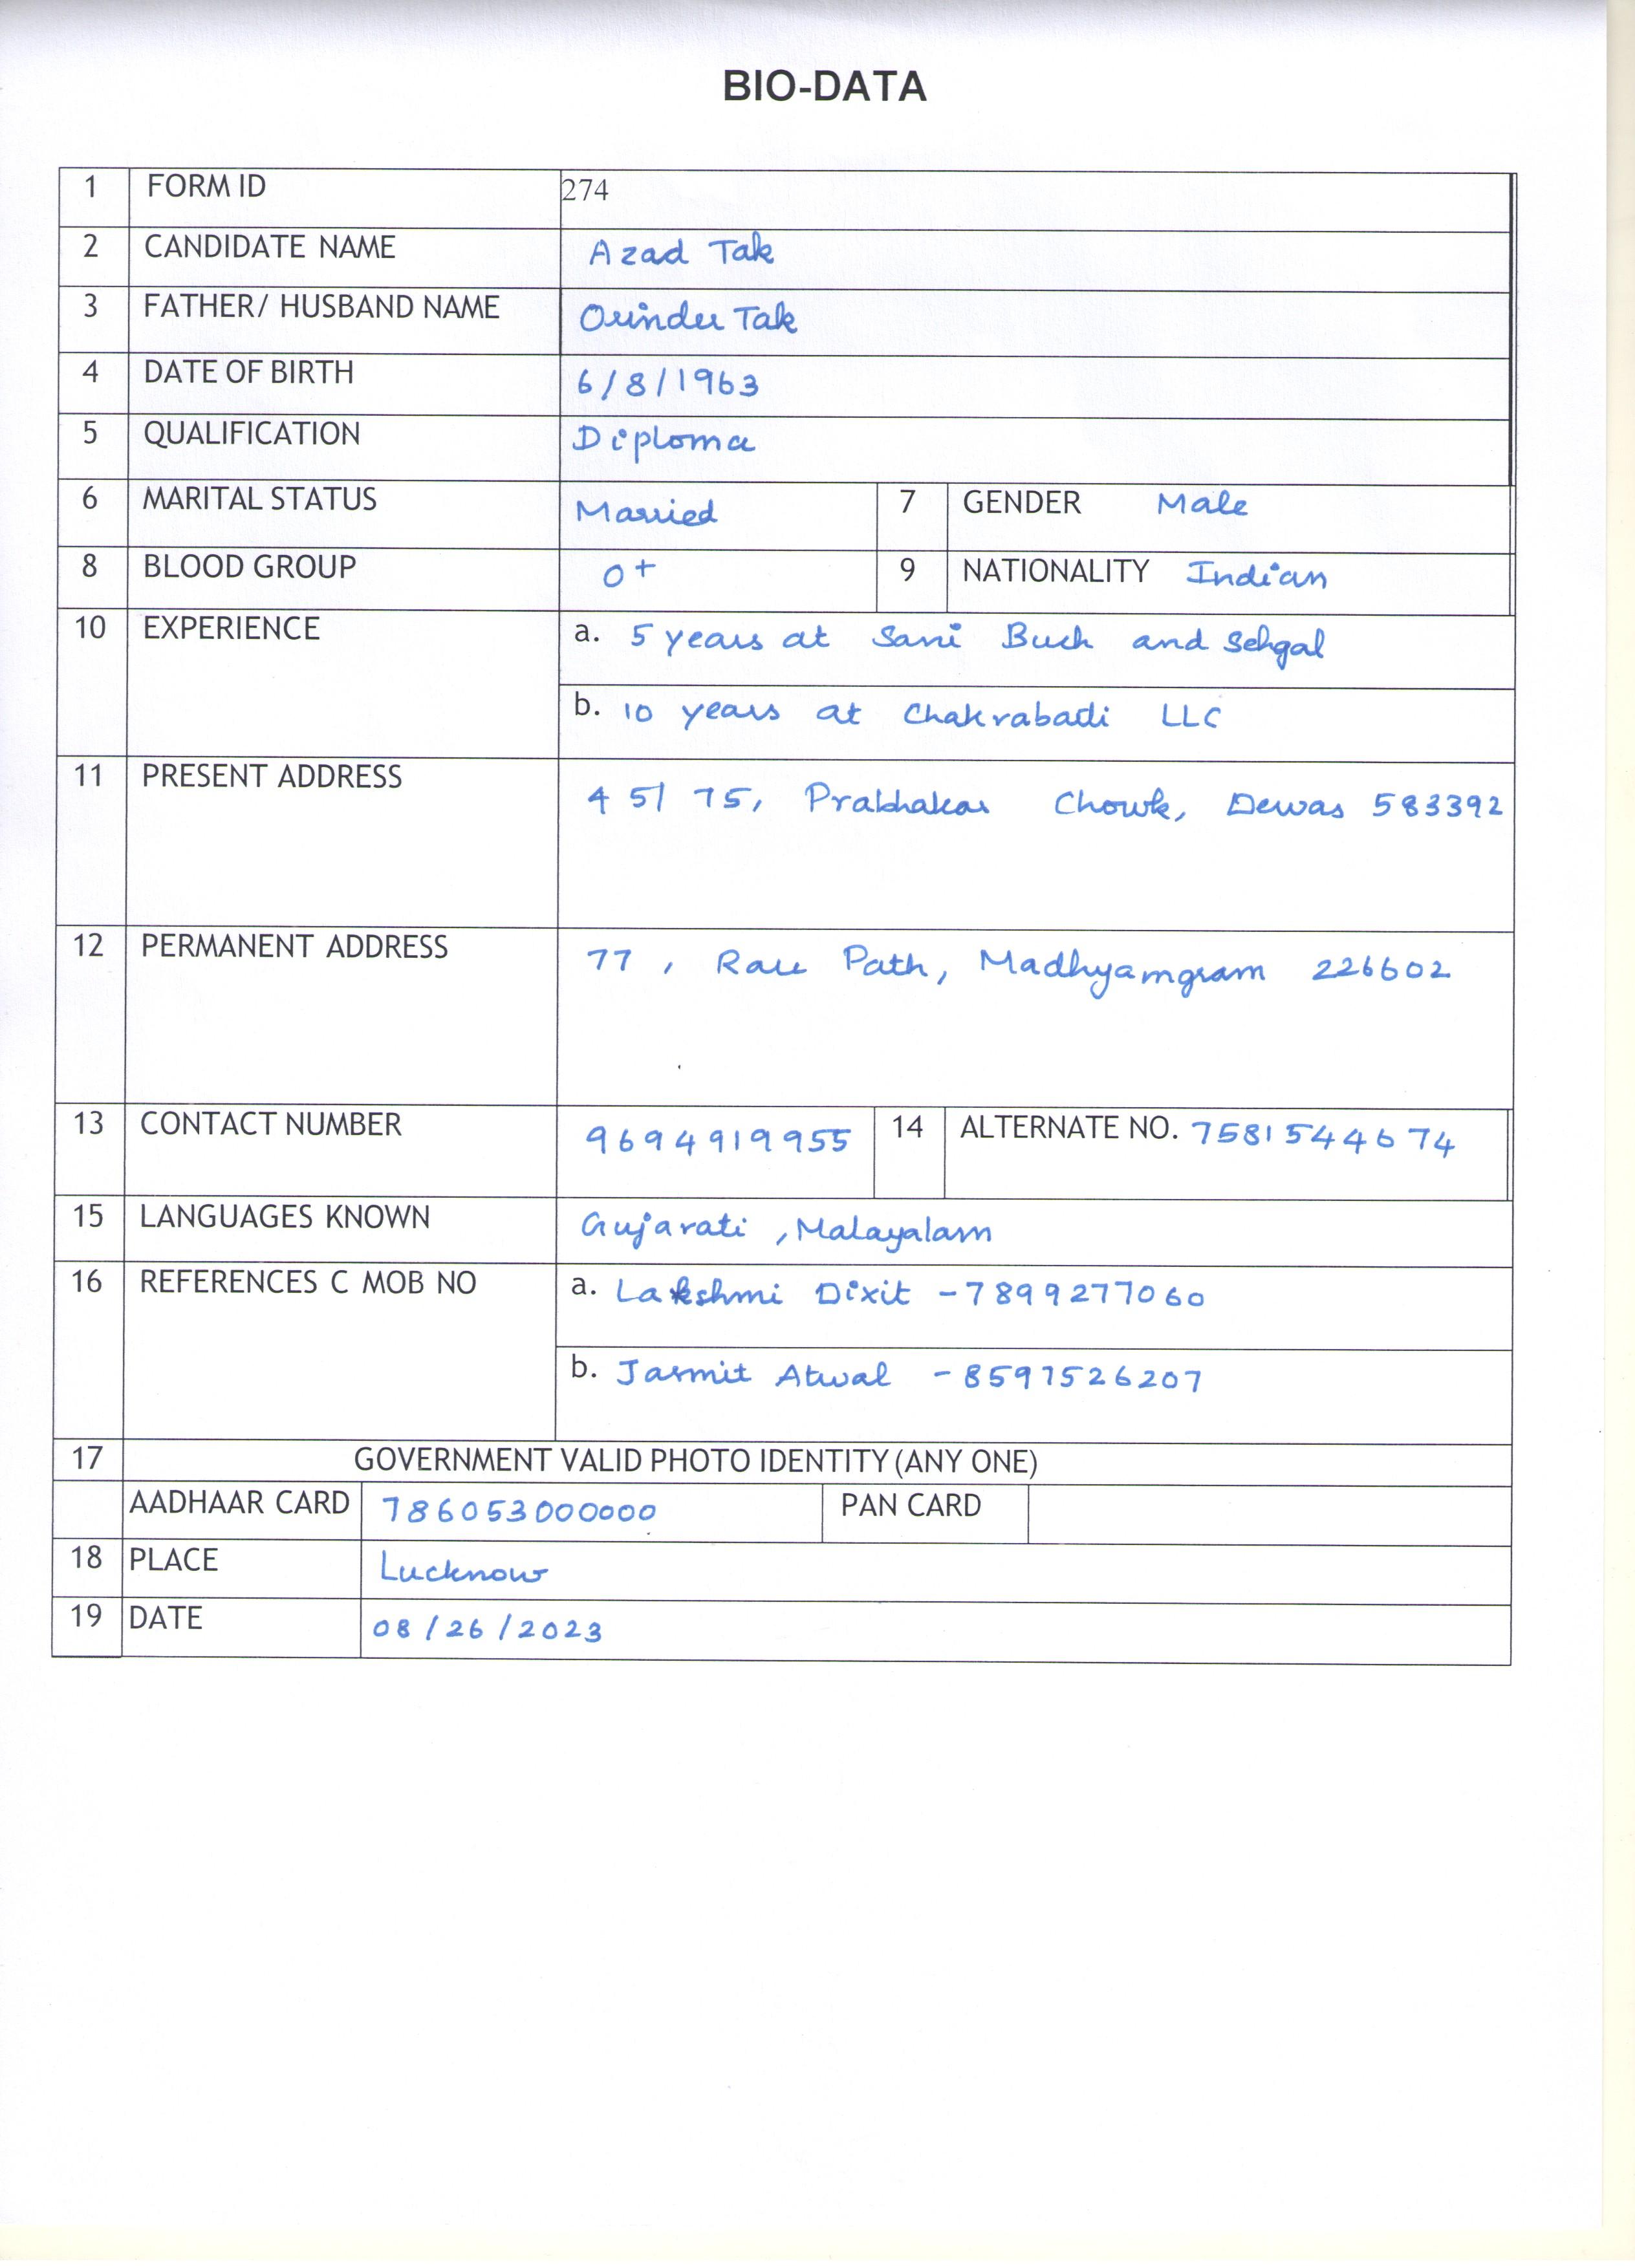 BIO-DATA
1 FORM ID 274
2 CANDIDATE NAME Azad Tak
3 FATHER/ HUSBAND NAME Orinder Tak
4 DATE OF BIRTH 6/8/1963
5 QUALIFICATION Diploma
6 MARITAL STATUS Married 7 GENDER Male
8 BLOOD GROUP O+ 9 NATIONALITY Indian
10 EXPERIENCE a. 5 years at Sani Buch and Sehgal
b. 10 years at Chakrabadi LLC
11 PRESENT ADDRESS 45/75, Prabhakar Chowk, Dewas 583392
12 PERMANENT ADDRESS 77, Path, Madhyamgram 226602
13 CONTACT NUMBER 9694919955 14 ALTERNATE NO. 7581544674
15 LANGUAGES KNOWN Gujarati, Malayalam
16 REFERENCES C MOB NO a. Lakshmi Dixit - 7899277060
b. Jasmit Atwal - 8597526207
17 GOVERNMENT VALID PHOTO IDENTITY (ANY ONE)
AADHAAR CARD 786053000000 PAN CARD
18 PLACE Lucknow
19 DATE 08/26/2023